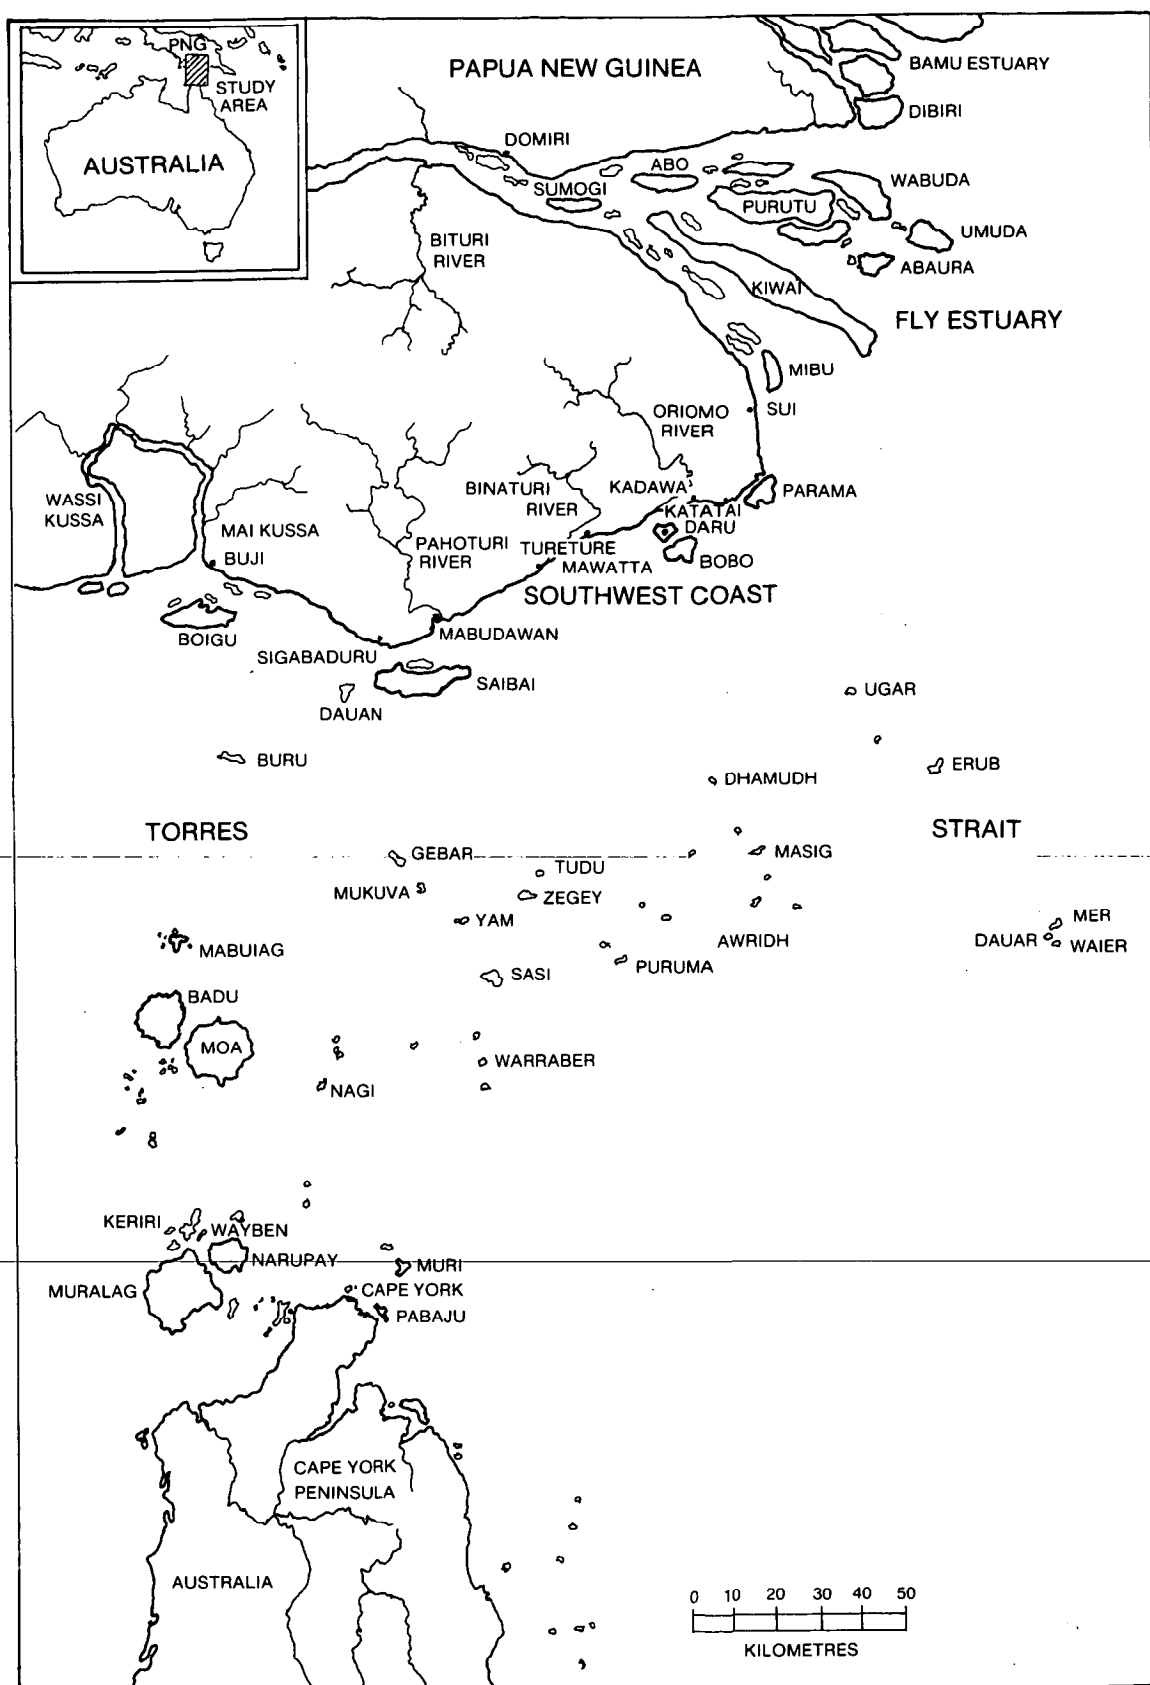 PNG
STUDY
AREA
AUSTRALIA
PAPUA NEW GUINEA
BAMU ESTUARY
DIBIRI
DOMIRI
ABO
SUMOGI
WABUDA
PURUTU
UMUDA
ABAURA
BITURI
RIVER
KIWAI
FLY ESTUARY
MIBU
SUI
ORIOMO
RIVER
WASSI
KUSSA
MAI KUSSA
BUJI
BINATURI
RIVER
KADAWA
PARAMA
KATATAI
DARU
BOBO
PAHOTURI
RIVER
TURETURE
MAWATTA
SOUTHWEST COAST
BOIGU
MABUDAWAN
SIGABADURU
SAIBAI
DAUAN
UGAR
BURU
ERUB
DHAMUDH
TORRES
STRAIT
GEBAR
MASIG
TUDU
MUKUVA
ZEGEY
YAM
MER
AWRIDH
DAUAR
WAIER
MABUIAG
PURUMA
SASI
BADU
MOA
WARRABER
NAGI
KERIRI
WAYBEN
NARUPAY
MURI
MURALAG
CAPE YORK
PABAJU
CAPE YORK
PENINSULA
AUSTRALIA
0 10 20 30 40 50
KILOMETRES